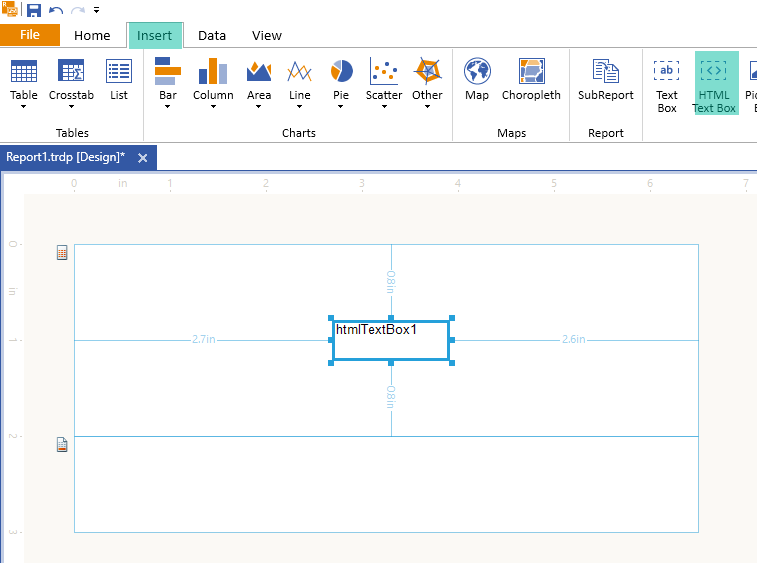 File Home Insert Data View
Table Crosstab List Bar Column Area Line Pie Scatter Other Map Choropleth SubReport Text Box HTML Text Box
Tables Charts Maps Report
Report1.trdp [Design]*
0 in 1 2 3 4 5 6 7
0
in
1
2
3
0.8in
htmlTextBox1
2.7in 2.6in
0.8in